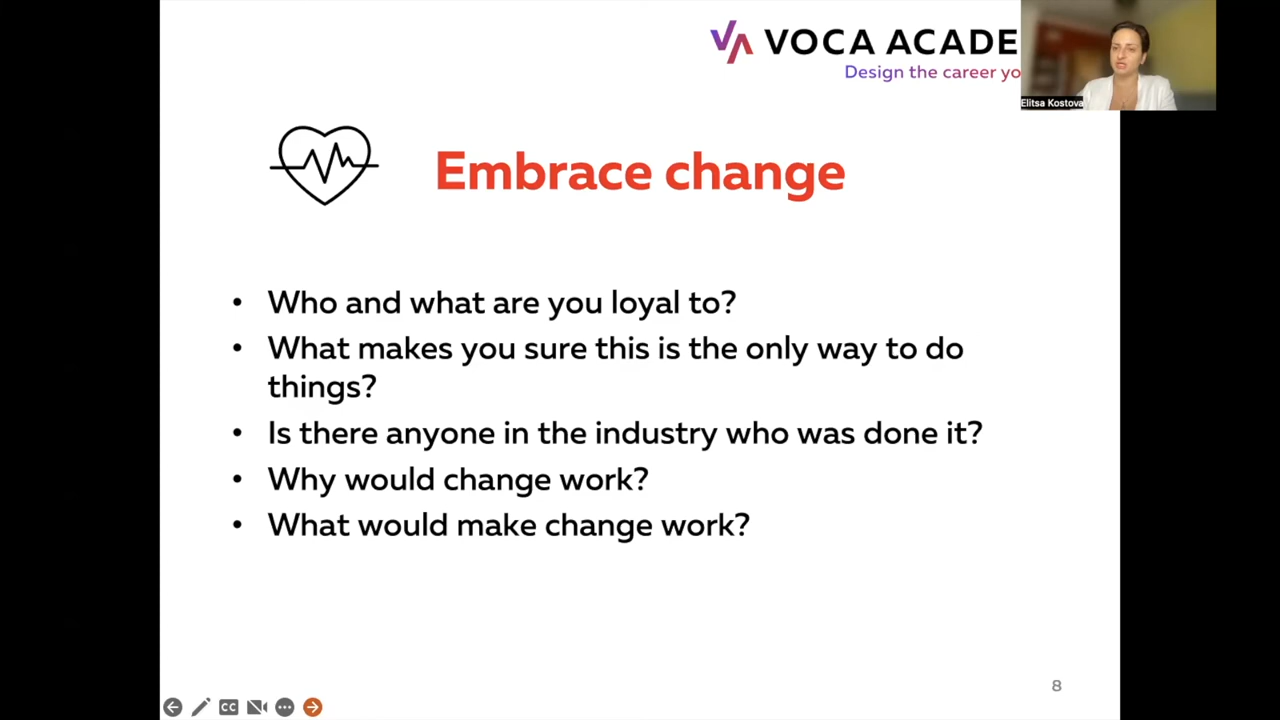 VOCA ACADE
Design the career yo
Elitsa Kostova
Embrace change
• Who and what are you loyal to?
• What makes you sure this is the only way to do
things?
• Is there anyone in the industry who was done it?
• Why would change work?
• What would make change work?
8
CC